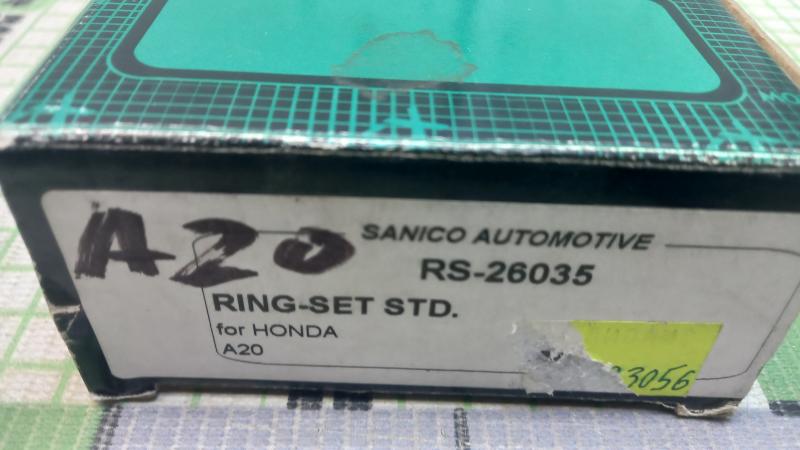 A20
SANICO AUTOMOTIVE
RS-26035
RING-SET STD.
for HONDA
A20
3056